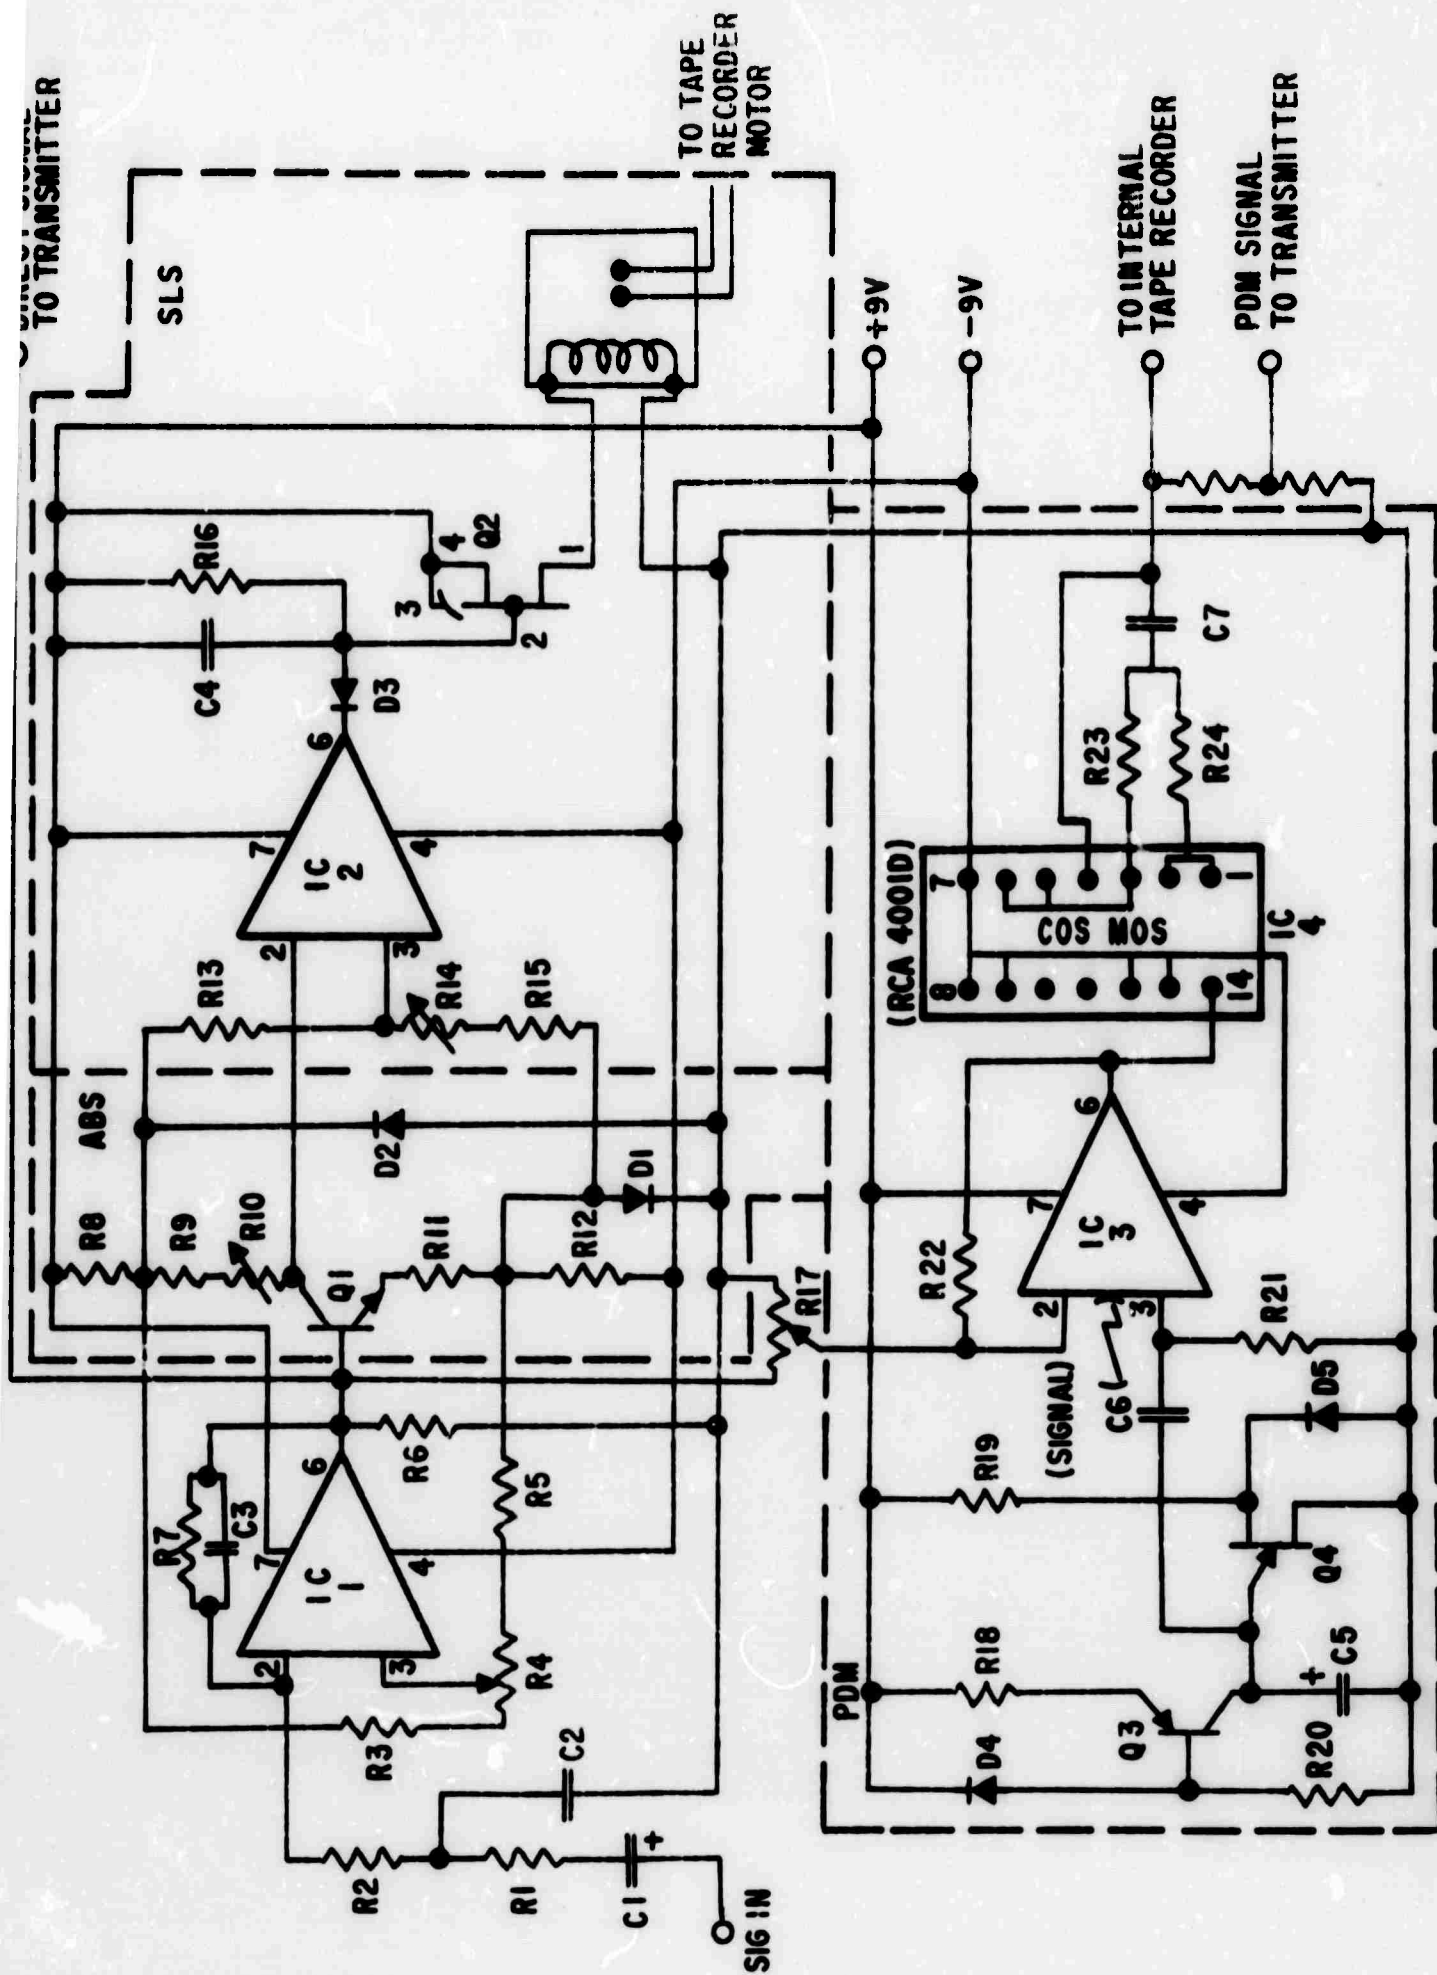 TO TRANSMITTER
SLS
TO TAPE
RECORDER
MOTOR
R16
C4
D3
3
4
Q2
2
1
6
7
IC
2
4
2
3
R13
R14
R15
ABS
D2
D1
R8
R9
R10
Q1
R11
R12
R17
R7
C3
6
7
IC
1
4
2
3
R6
R5
R4
R3
R2
C2
R1
C1
+
SIG IN
+9V
-9V
TO INTERNAL
TAPE RECORDER
PDM SIGNAL
TO TRANSMITTER
C7
R23
R24
(RCA 4001D)
7
1
COS MOS
8
14
IC
4
R22
6
7
IC
3
4
2
3
(SIGNAL)
C6
R21
R19
D5
Q4
PDM
R18
D4
Q3
+
C5
R20